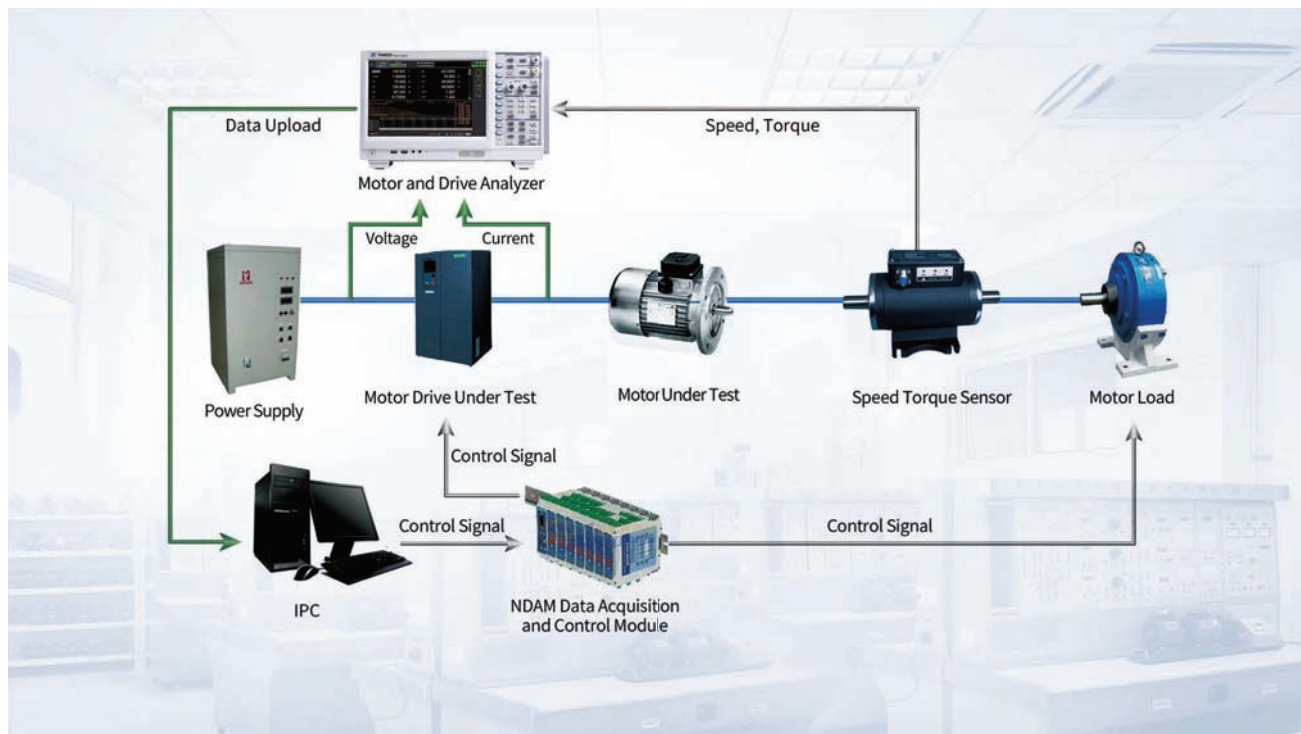 Data Upload
Speed, Torque
Motor and Drive Analyzer
Voltage
Current
Power Supply
Motor Drive Under Test
Motor Under Test
Speed Torque Sensor
Motor Load
Control Signal
Control Signal
Control Signal
IPC
NDAM Data Acquisition
and Control Module